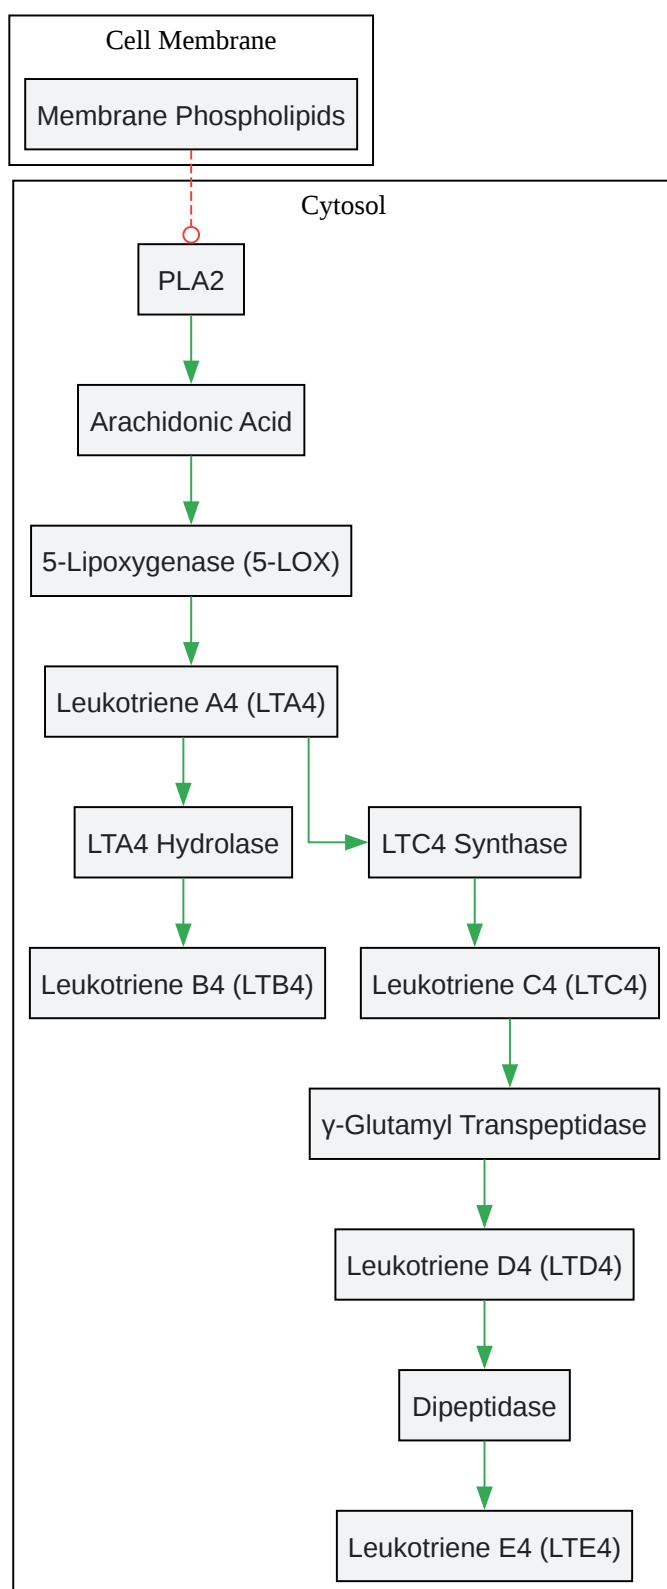 Cell Membrane
Membrane Phospholipids
Cytosol
PLA2
Arachidonic Acid
5-Lipoxygenase (5-LOX)
Leukotriene A4 (LTA4)
LTA4 Hydrolase
LTC4 Synthase
Leukotriene B4 (LTB4)
Leukotriene C4 (LTC4)
γ-Glutamyl Transpeptidase
Leukotriene D4 (LTD4)
Dipeptidase
Leukotriene E4 (LTE4)